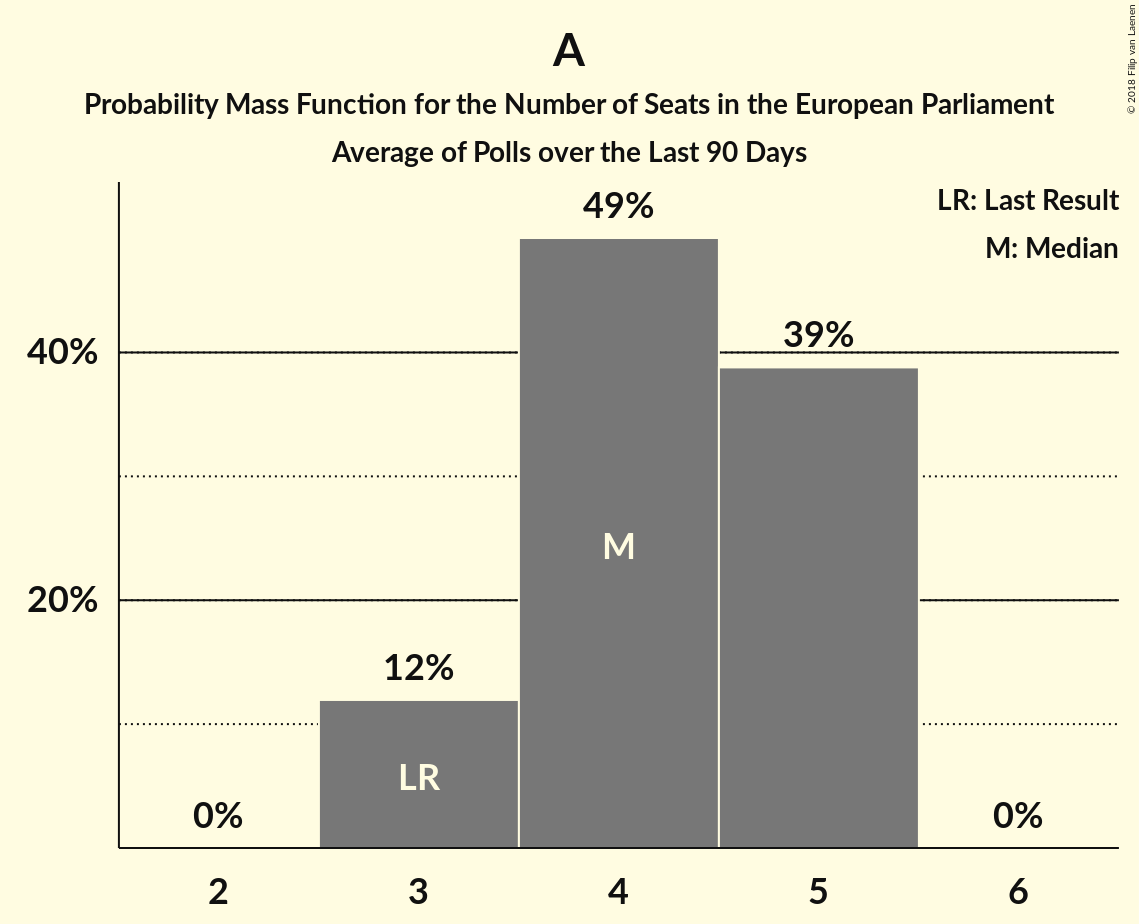 A
Probability Mass Function for the Number of Seats in the European Parliament
Average of Polls over the Last 90 Days
© 2018 Filip van Laenen
LR: Last Result
M: Median
49%
39%
40%
M
20%
12%
LR
0%
0%
2 3 4 5 6